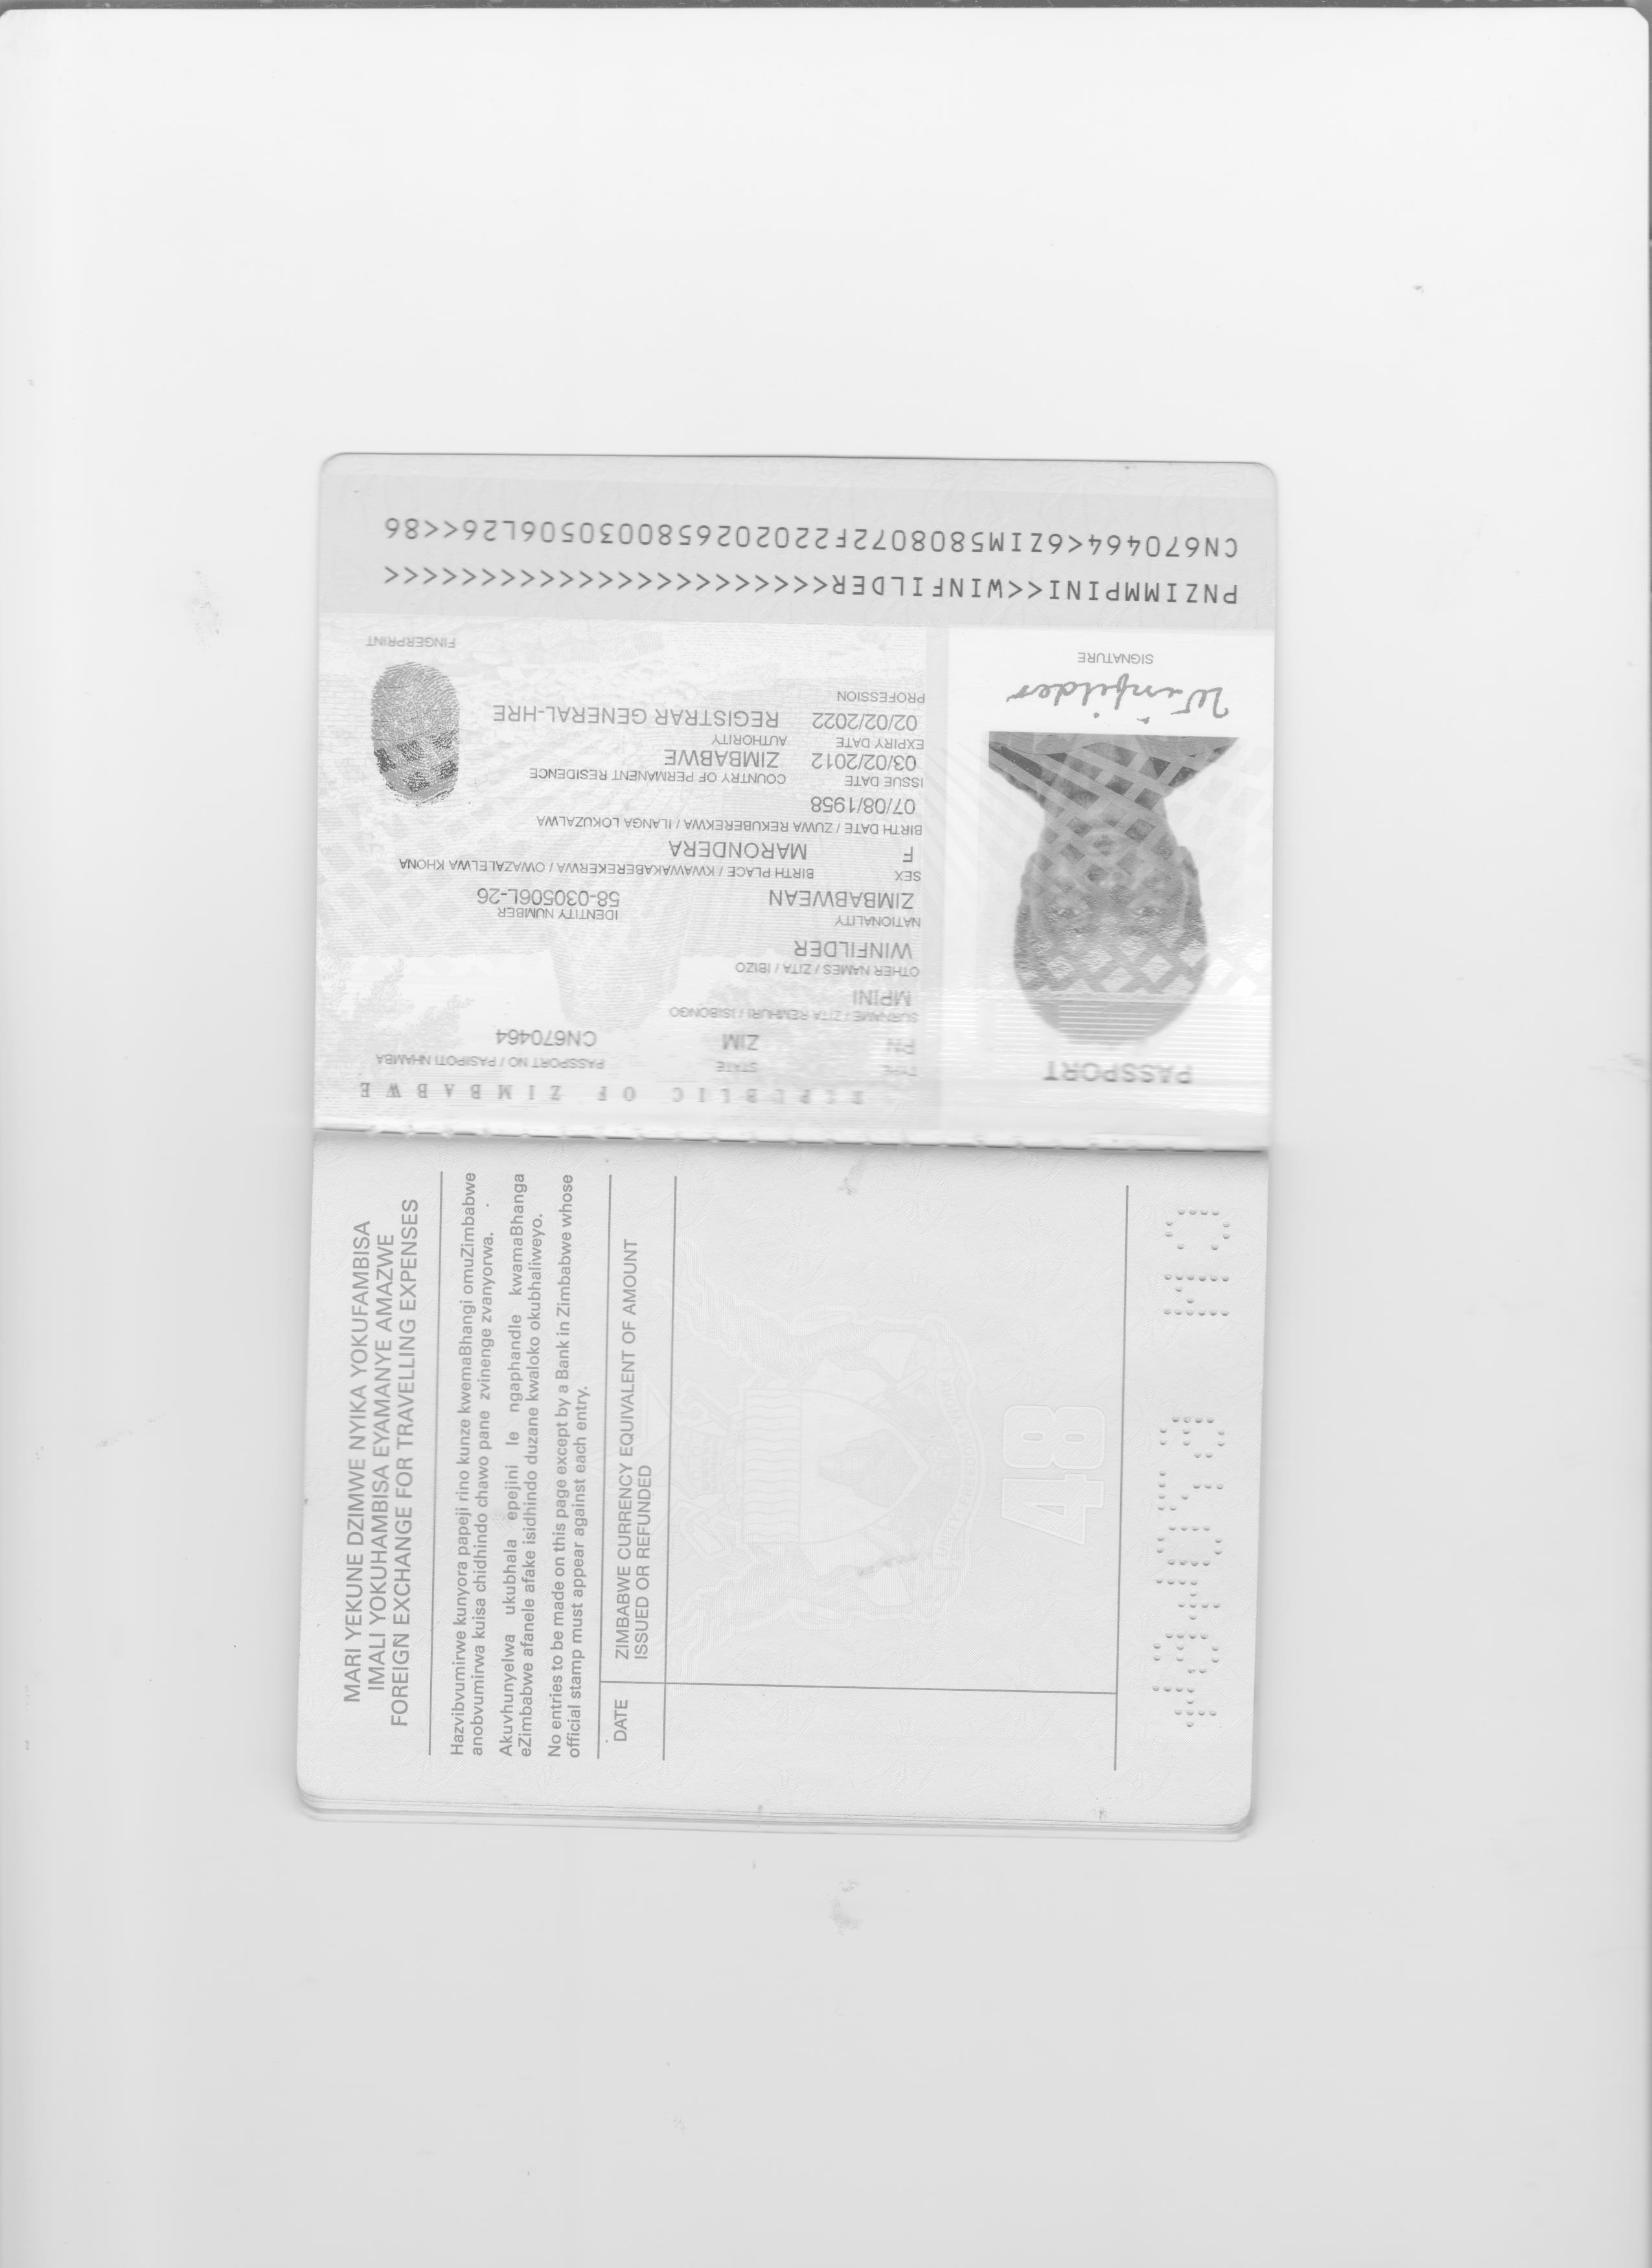 REPUBLIC OF ZIMBABWE
PASSPORT
TYPE STATE PASSPORT NO / PASIPOTI NHAMBA
PN ZIM CN670464
SURNAME / ZITA REMHURI / ISIBONGO
MPINI
OTHER NAMES / ZITA / IBIZO
WINFILDER
NATIONALITY IDENTITY NUMBER
ZIMBABWEAN 58-030506L-26
SEX BIRTH PLACE / KWAWAKABEREKERWA / OWAZALELWA KHONA
F MARONDERA
BIRTH DATE / ZUWA REKUBEREKWA / ILANGA LOKUZALWA
07/08/1958
ISSUE DATE COUNTRY OF PERMANENT RESIDENCE
03/02/2012 ZIMBABWE
EXPIRY DATE AUTHORITY
02/02/2022 REGISTRAR GENERAL-HRE
PROFESSION
Winfilder
SIGNATURE
FINGERPRINT
PNZIMMPINI<<WINFILDER<<<<<<<<<<<<<<<<<<<<<<<
CN670464<6ZIM5808072F2202026580030506L26<<86
MARI YEKUNE DZIMWE NYIKA YOKUFAMBISA
IMALI YOKUHAMBISA EYAMANYE AMAZWE
FOREIGN EXCHANGE FOR TRAVELLING EXPENSES
Hazvibvumirwe kunyora papeji rino kunze kwemaBhangi omuZimbabwe
anobvumirwa kuisa chidhindo chawo pane zvinenge zvanyorwa.
Akuvhunyelwa ukubhala epejini le ngaphandle kwamaBhanga
eZimbabwe afanele afake isidhindo duzane kwaloko okubhaliweyo.
No entries to be made on this page except by a Bank in Zimbabwe whose
official stamp must appear against each entry.
DATE ZIMBABWE CURRENCY EQUIVALENT OF AMOUNT
ISSUED OR REFUNDED
48